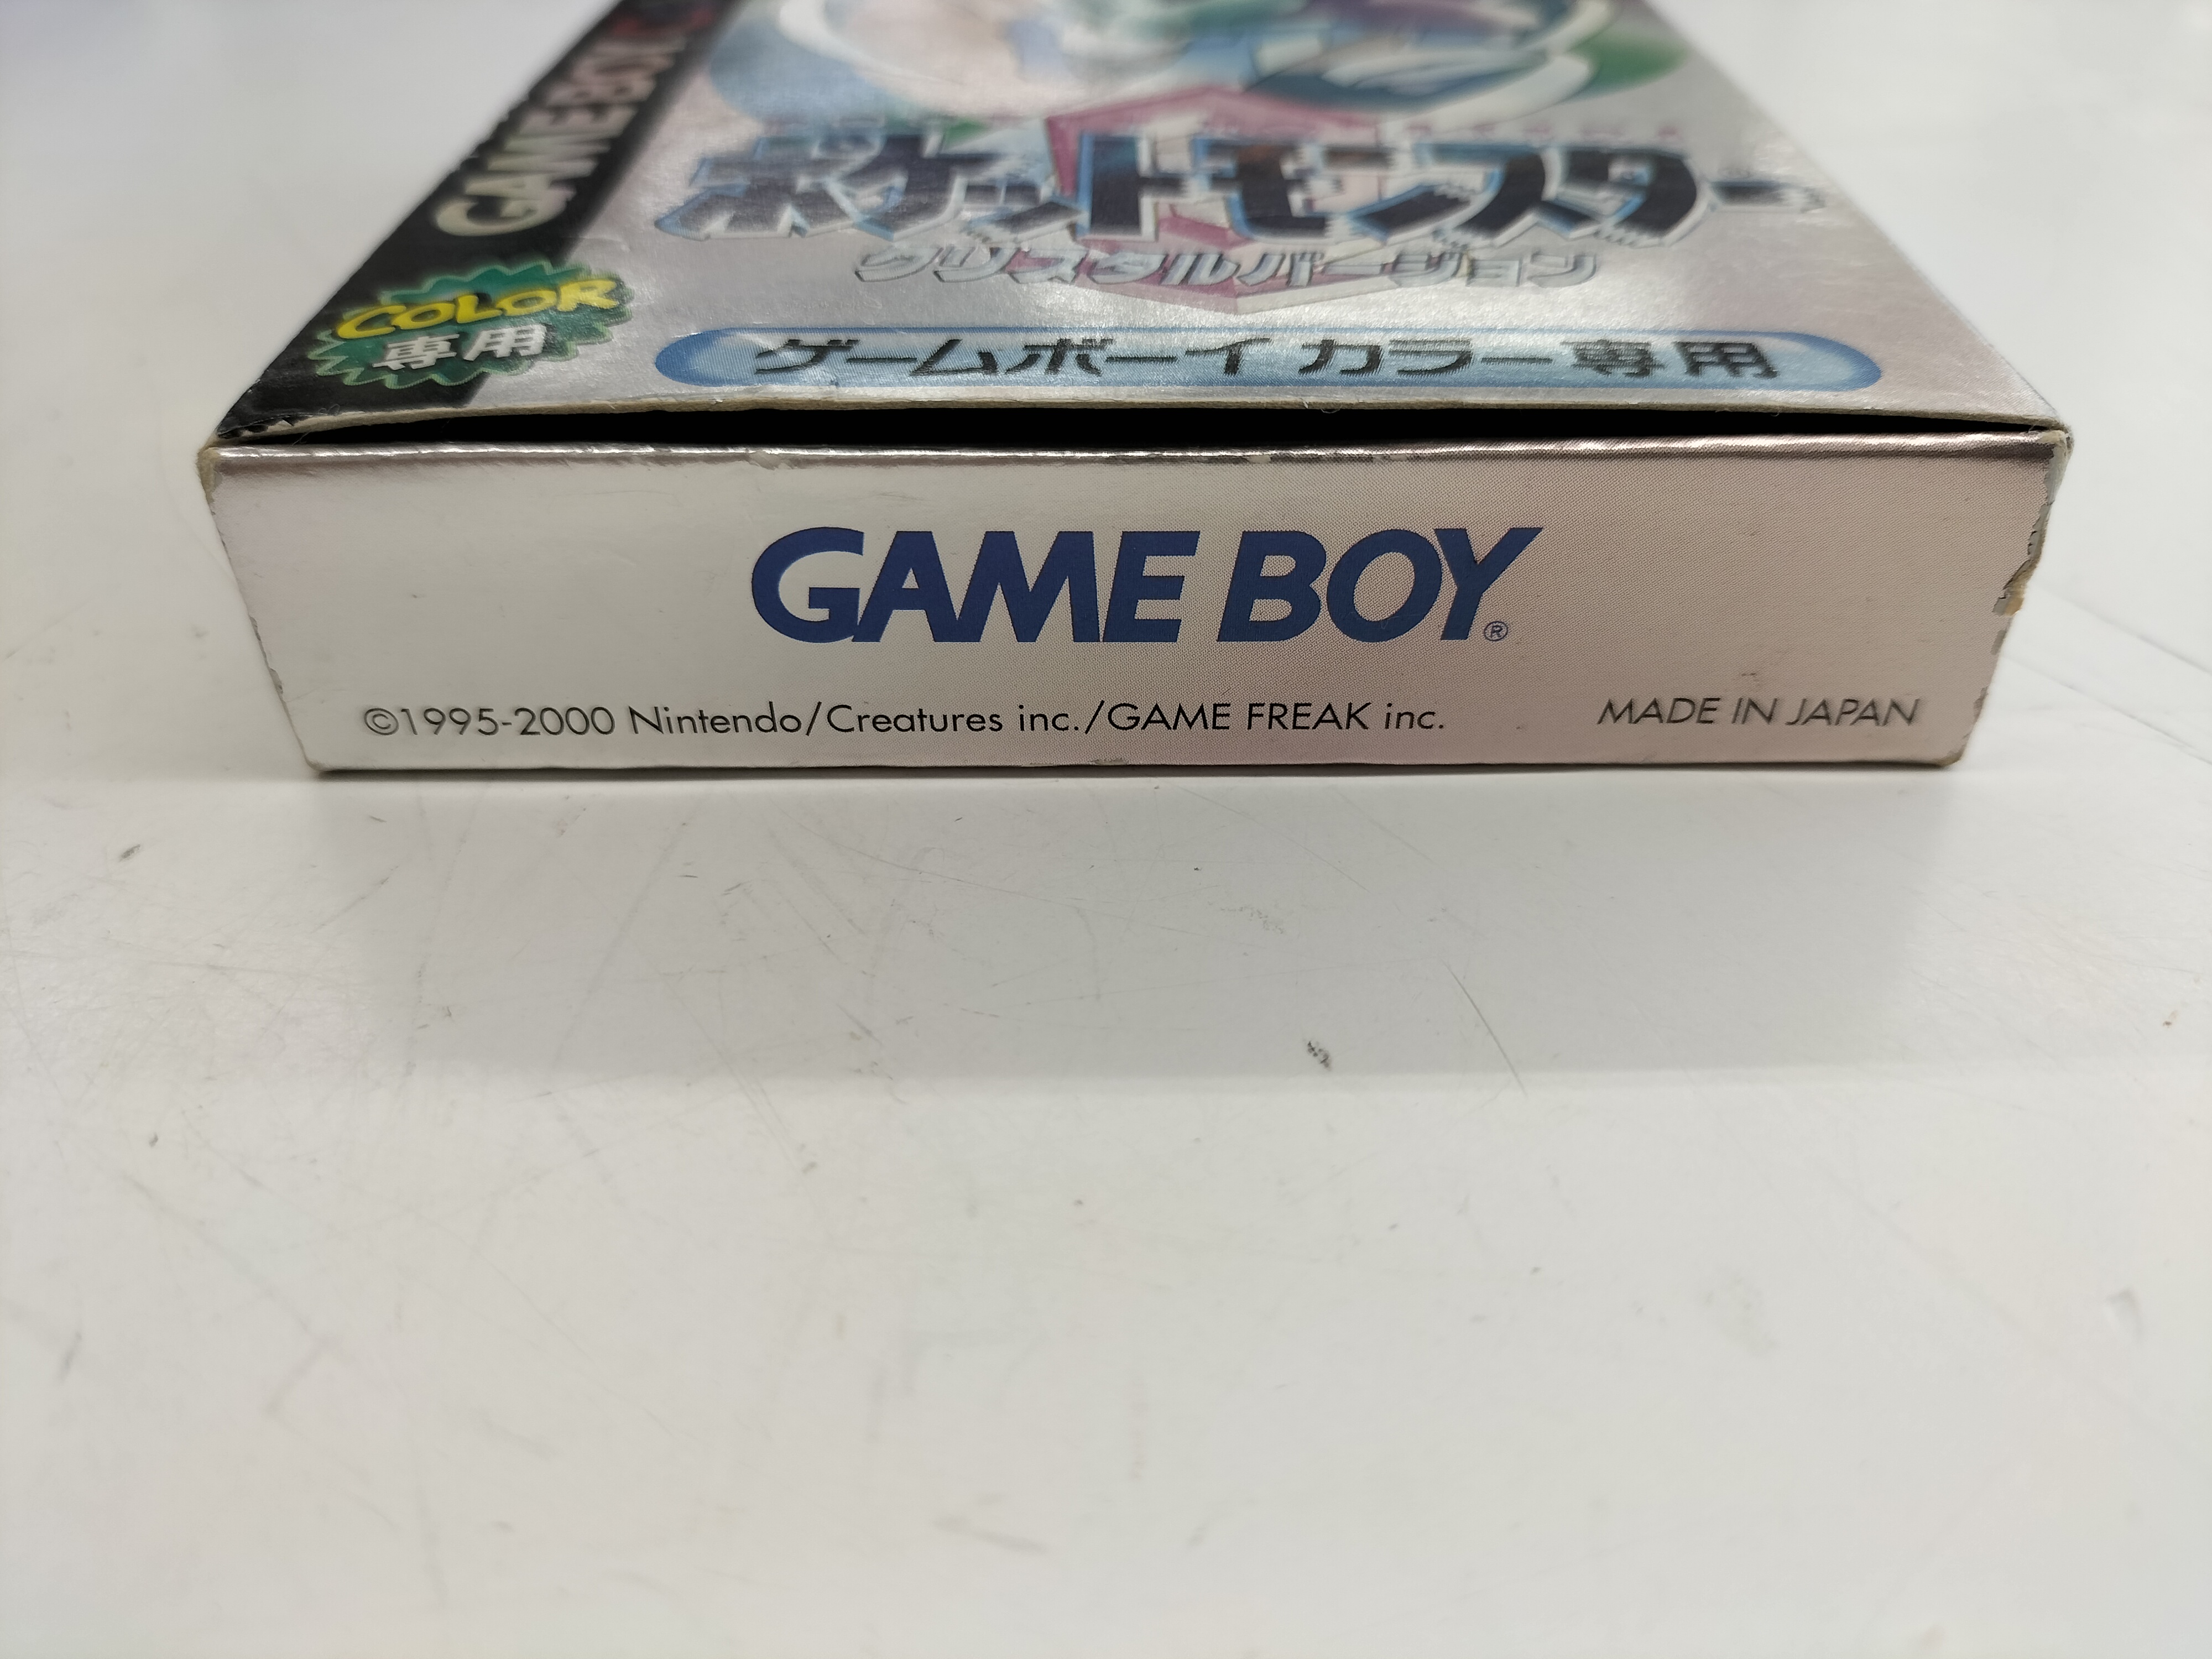 GAME BOY
ポケットモンスター
クリスタルバージョン
COLOR
専用
ゲームボーイカラー専用
GAME BOY®
©1995-2000 Nintendo/Creatures inc./GAME FREAK inc.
MADE IN JAPAN